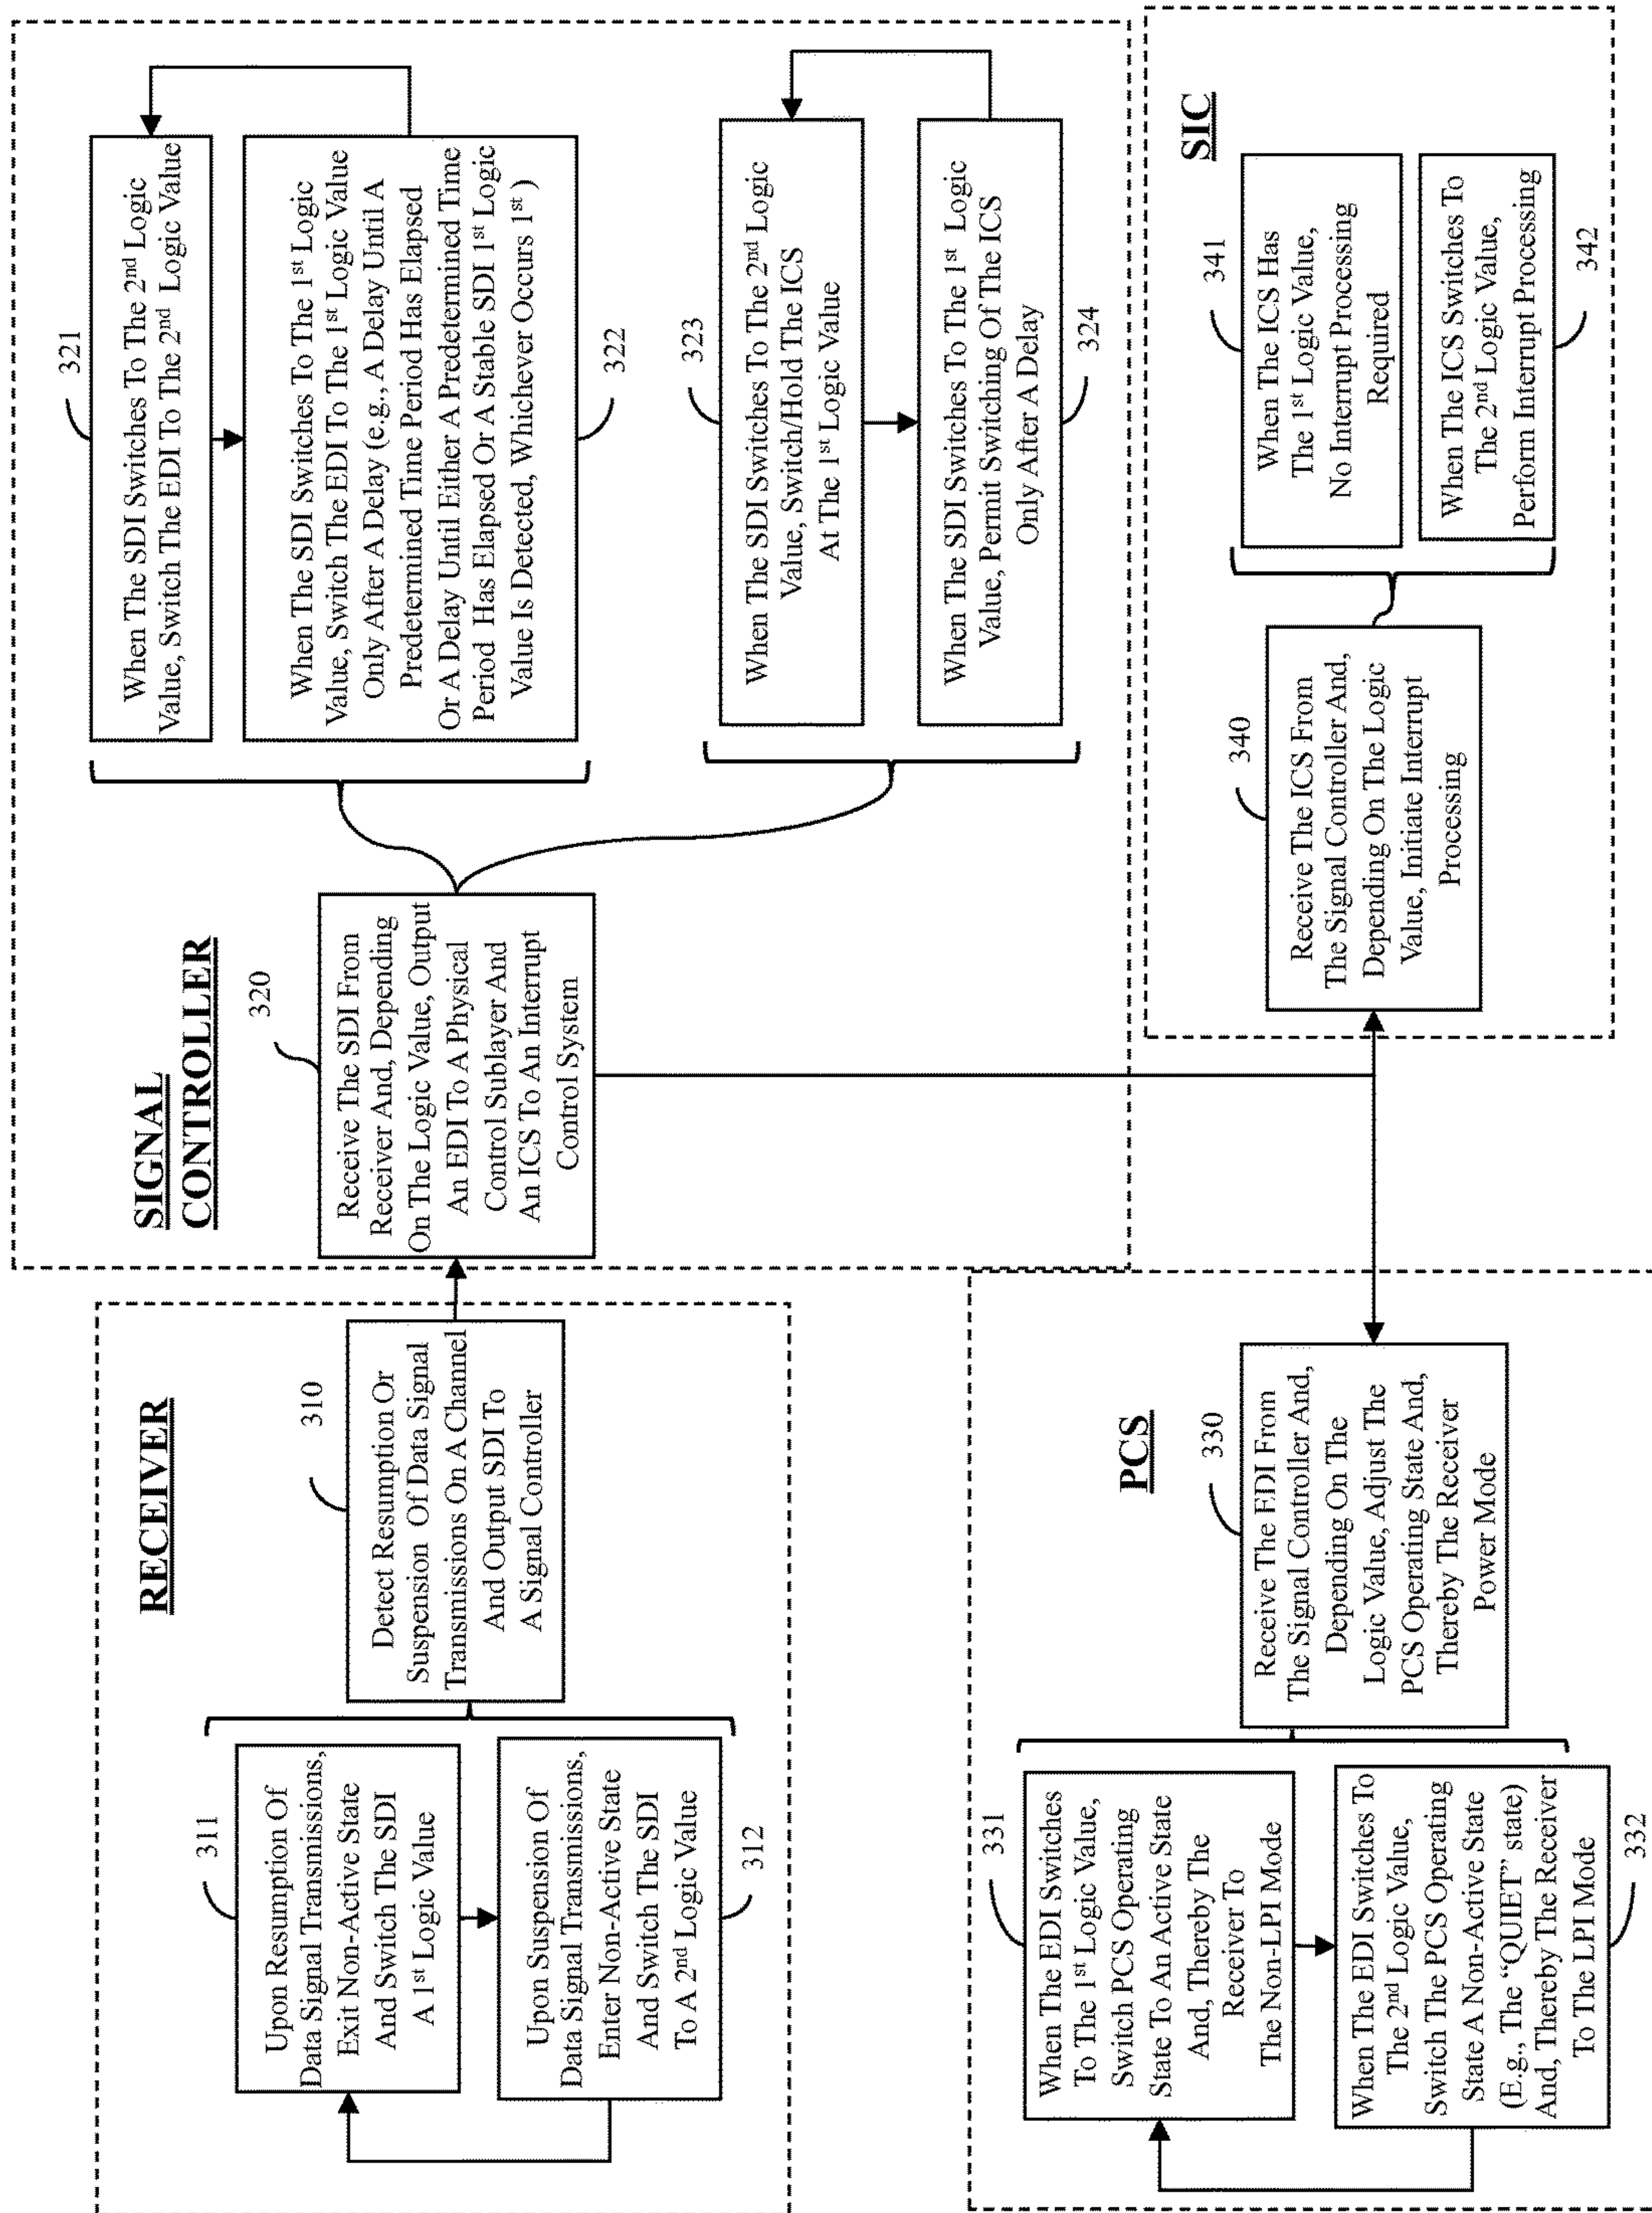 RECEIVER
311
Upon Resumption Of
Data Signal Transmissions,
Exit Non-Active State
And Switch The SDI
A 1st Logic Value
Upon Suspension Of
Data Signal Transmissions,
Enter Non-Active State
And Switch The SDI
To A 2nd Logic Value
312
310
Detect Resumption Or
Suspension Of Data Signal
Transmissions On A Channel
And Output SDI To
A Signal Controller
SIGNAL
CONTROLLER
320
Receive The SDI From
Receiver And, Depending
On The Logic Value, Output
An EDI To A Physical
Control Sublayer And
An ICS To An Interrupt
Control System
321
When The SDI Switches To The 2nd Logic
Value, Switch The EDI To The 2nd Logic Value
When The SDI Switches To The 1st Logic
Value, Switch The EDI To The 1st Logic Value
Only After A Delay (e.g., A Delay Until A
Predetermined Time Period Has Elapsed
Or A Delay Until Either A Predetermined Time
Period Has Elapsed Or A Stable SDI 1st Logic
Value Is Detected, Whichever Occurs 1st)
322
323
When The SDI Switches To The 2nd Logic
Value, Switch/Hold The ICS
At The 1st Logic Value
When The SDI Switches To The 1st Logic
Value, Permit Switching Of The ICS
Only After A Delay
324
PCS
331
When The EDI Switches
To The 1st Logic Value,
Switch PCS Operating
State To An Active State
And, Thereby The
Receiver To
The Non-LPI Mode
When The EDI Switches To
The 2nd Logic Value,
Switch The PCS Operating
State A Non-Active State
(E.g., The “QUIET” state)
And, Thereby The Receiver
To The LPI Mode
332
330
Receive The EDI From
The Signal Controller And,
Depending On The
Logic Value, Adjust The
PCS Operating State And,
Thereby The Receiver
Power Mode
SIC
340
Receive The ICS From
The Signal Controller And,
Depending On The Logic
Value, Initiate Interrupt
Processing
341
When The ICS Has
The 1st Logic Value,
No Interrupt Processing
Required
When The ICS Switches To
The 2nd Logic Value,
Perform Interrupt Processing
342